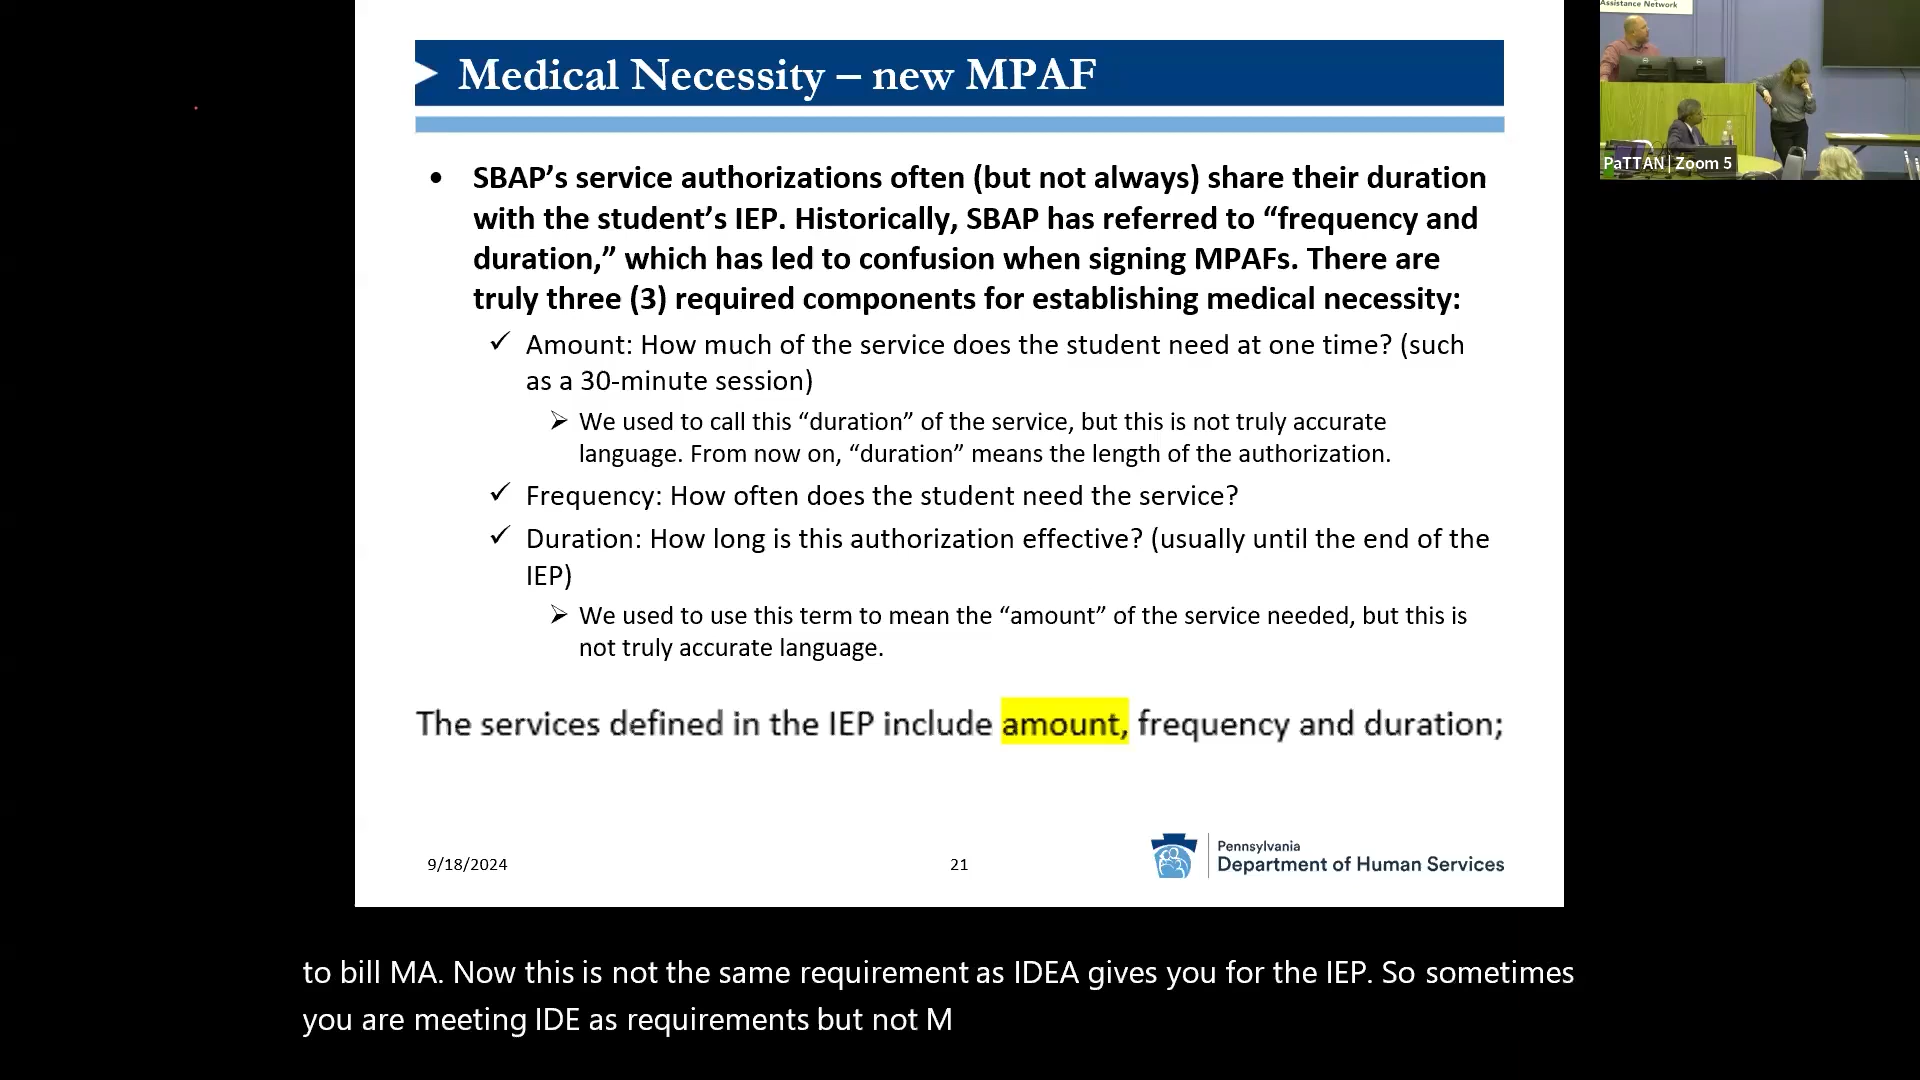 Assistance Network
Medical Necessity – new MPAF
• SBAP’s service authorizations often (but not always) share their duration
with the student’s IEP. Historically, SBAP has referred to “frequency and
duration,” which has led to confusion when signing MPAFs. There are
truly three (3) required components for establishing medical necessity:
✓ Amount: How much of the service does the student need at one time? (such
as a 30-minute session)
➢ We used to call this “duration” of the service, but this is not truly accurate
language. From now on, “duration” means the length of the authorization.
✓ Frequency: How often does the student need the service?
✓ Duration: How long is this authorization effective? (usually until the end of the
IEP)
➢ We used to use this term to mean the “amount” of the service needed, but this is
not truly accurate language.
The services defined in the IEP include amount, frequency and duration;
9/18/2024
21
Pennsylvania
Department of Human Services
PaTTAN | Zoom 5
to bill MA. Now this is not the same requirement as IDEA gives you for the IEP. So sometimes
you are meeting IDE as requirements but not M